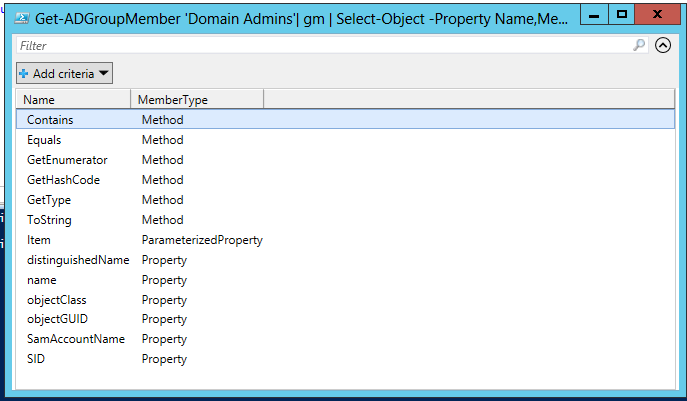 Get-ADGroupMember 'Domain Admins'| gm | Select-Object -Property Name,Me...
Filter
Add criteria
Name MemberType
Contains Method
Equals Method
GetEnumerator Method
GetHashCode Method
GetType Method
ToString Method
Item ParameterizedProperty
distinguishedName Property
name Property
objectClass Property
objectGUID Property
SamAccountName Property
SID Property